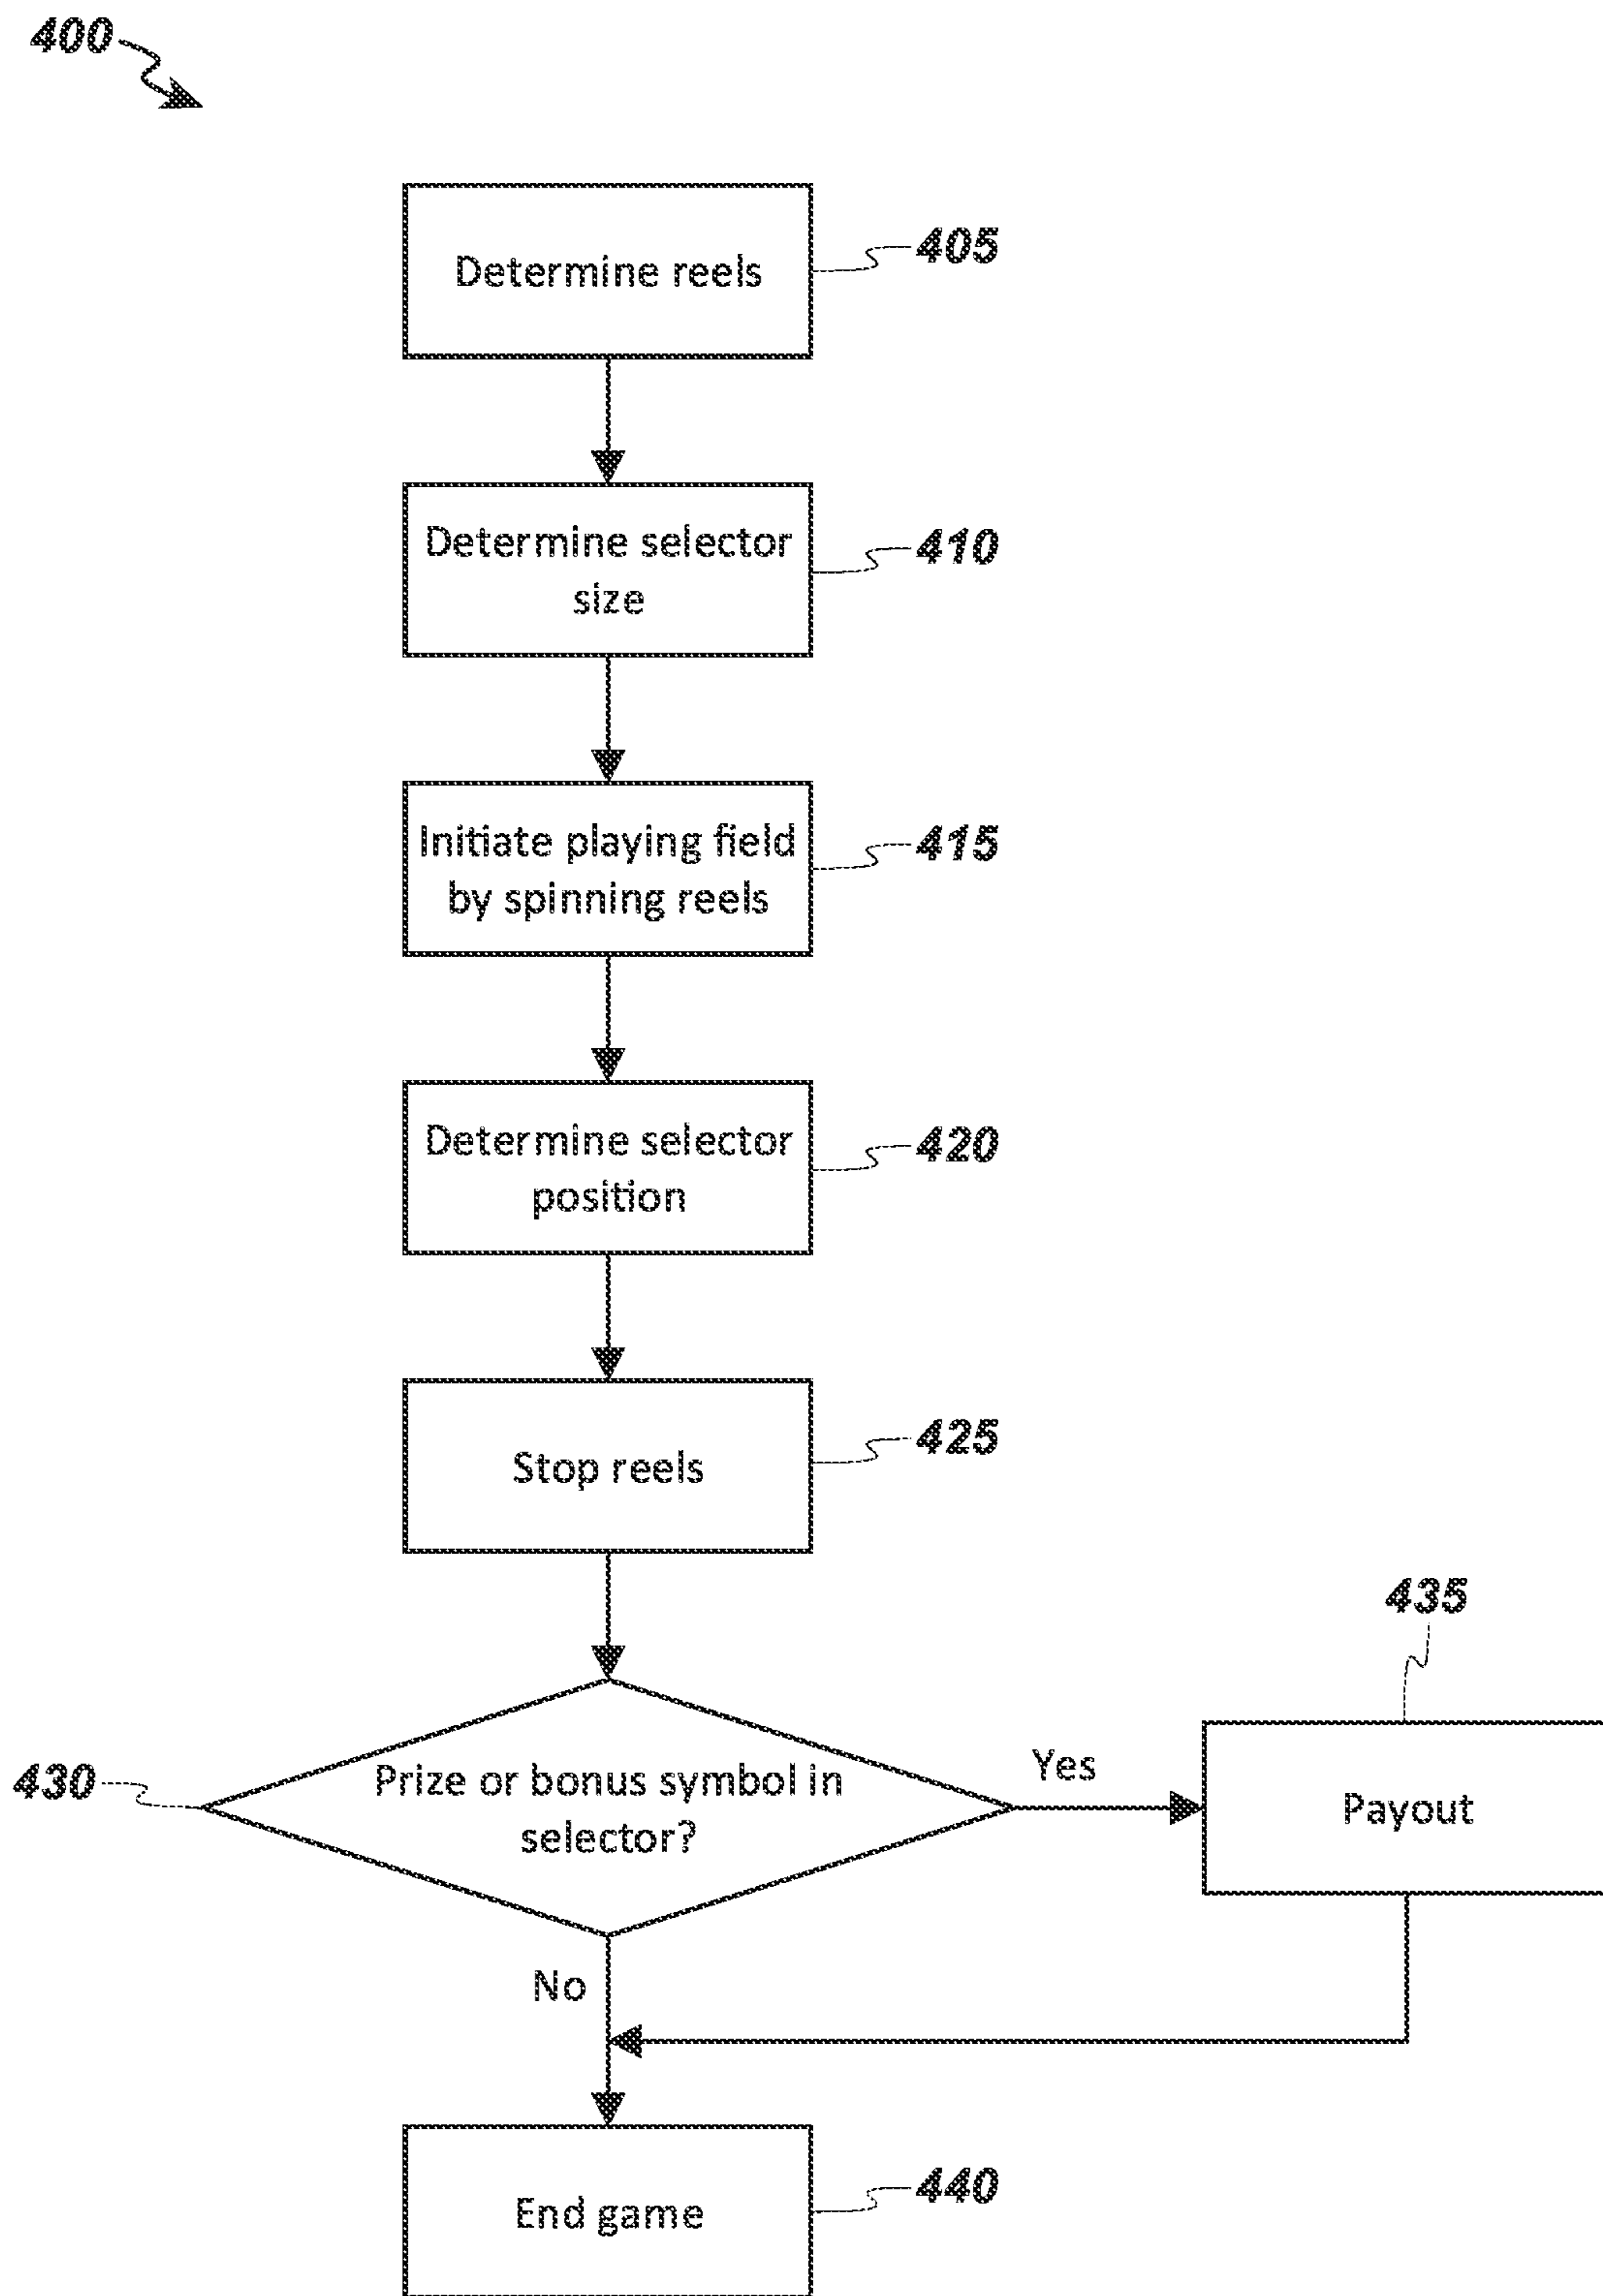 400
Determine reels
405
Determine selector
size
410
Initiate playing field
by spinning reels
415
Determine selector
position
420
Stop reels
425
435
430
Prize or bonus symbol in
selector?
Yes
Payout
No
End game
440